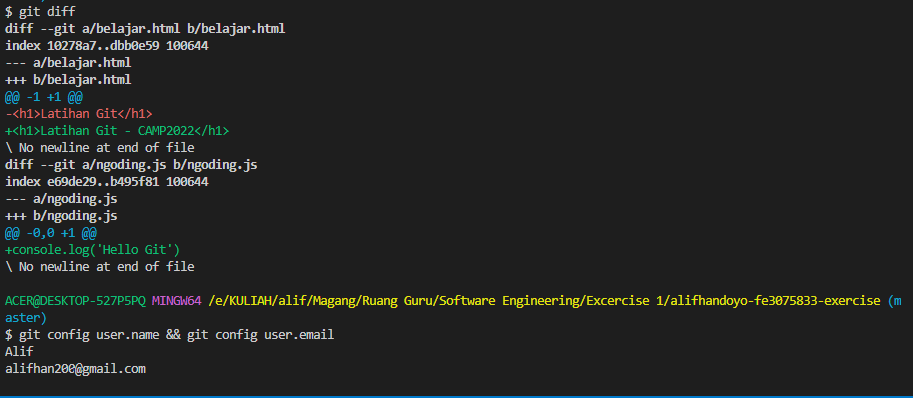 $ git diff
diff --git a/belajar.html b/belajar.html
index 10278a7..dbb0e59 100644
--- a/belajar.html
+++ b/belajar.html
@@ -1 +1 @@
-<h1>Latihan Git</h1>
+<h1>Latihan Git - CAMP2022</h1>
\ No newline at end of file
diff --git a/ngoding.js b/ngoding.js
index e69de29..b495f81 100644
--- a/ngoding.js
+++ b/ngoding.js
@@ -0,0 +1 @@
+console.log('Hello Git')
\ No newline at end of file
ACER@DESKTOP-527P5PQ MINGW64 /e/KULIAH/alif/Magang/Ruang Guru/Software Engineering/Excercise 1/alifhandoyo-fe3075833-exercise (m
aster)
$ git config user.name && git config user.email
Alif
alifhan200@gmail.com